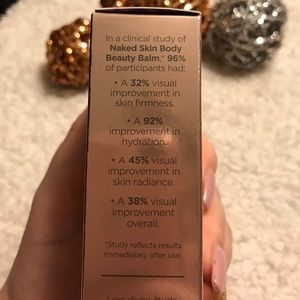 In a clinical study of
Naked Skin Body
Beauty Balm,* 96%
of participants had:
• A 32% visual
improvement in
skin firmness.
• A 92%
improvement in
hydration.
• A 45% visual
improvement in
skin radiance.
• A 38% visual
improvement
overall.
*Study reflects results
immediately after use.